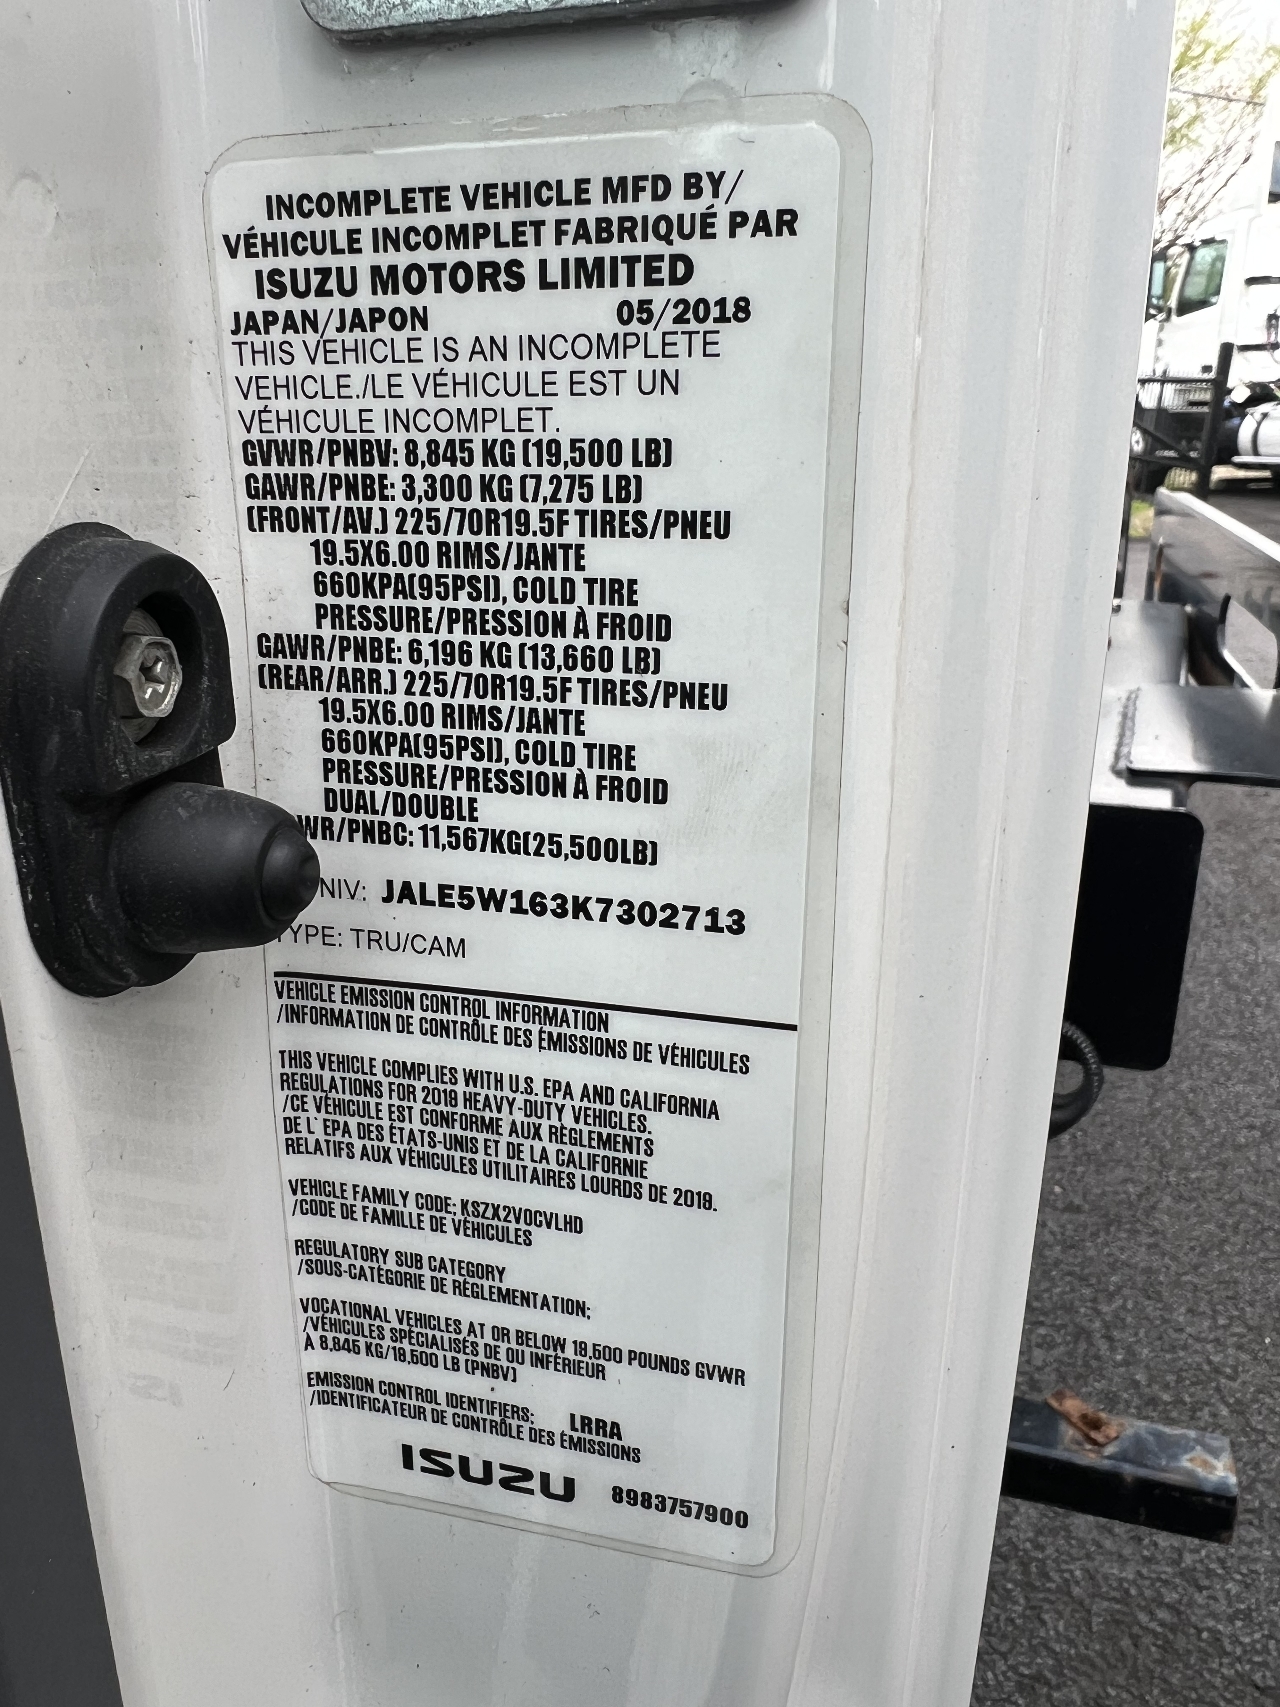 INCOMPLETE VEHICLE MFD BY/
VÉHICULE INCOMPLET FABRIQUÉ PAR
ISUZU MOTORS LIMITED
JAPAN/JAPON 05/2018
THIS VEHICLE IS AN INCOMPLETE
VEHICLE./LE VÉHICULE EST UN
VÉHICULE INCOMPLET.
GVWR/PNBV: 8,845 KG (19,500 LB)
GAWR/PNBE: 3,300 KG (7,275 LB)
(FRONT/AV.) 225/70R19.5F TIRES/PNEU
19.5X6.00 RIMS/JANTE
660KPA(95PSI), COLD TIRE
PRESSURE/PRESSION À FROID
GAWR/PNBE: 6,196 KG (13,660 LB)
(REAR/ARR.) 225/70R19.5F TIRES/PNEU
19.5X6.00 RIMS/JANTE
660KPA(95PSI), COLD TIRE
PRESSURE/PRESSION À FROID
DUAL/DOUBLE
WR/PNBC: 11,567KG(25,500LB)
NIV: JALE5W163K7302713
TYPE: TRU/CAM
VEHICLE EMISSION CONTROL INFORMATION
/INFORMATION DE CONTRÔLE DES ÉMISSIONS DE VÉHICULES
THIS VEHICLE COMPLIES WITH U.S. EPA AND CALIFORNIA
REGULATIONS FOR 2019 HEAVY-DUTY VEHICLES.
/CE VÉHICULE EST CONFORME AUX RÈGLEMENTS
DE L' EPA DES ÉTATS-UNIS ET DE LA CALIFORNIE
RELATIFS AUX VÉHICULES UTILITAIRES LOURDS DE 2019.
VEHICLE FAMILY CODE: KSZX2VOCVLHD
/CODE DE FAMILLE DE VÉHICULES
REGULATORY SUB CATEGORY
/SOUS-CATÉGORIE DE RÉGLEMENTATION:
VOCATIONAL VEHICLES AT OR BELOW 19,500 POUNDS GVWR
/VÉHICULES SPÉCIALISÉS DE OU INFÉRIEUR
À 8,845 KG/19,500 LB (PNBV)
EMISSION CONTROL IDENTIFIERS: LRRA
/IDENTIFICATEUR DE CONTRÔLE DES ÉMISSIONS
ISUZU 8983757900